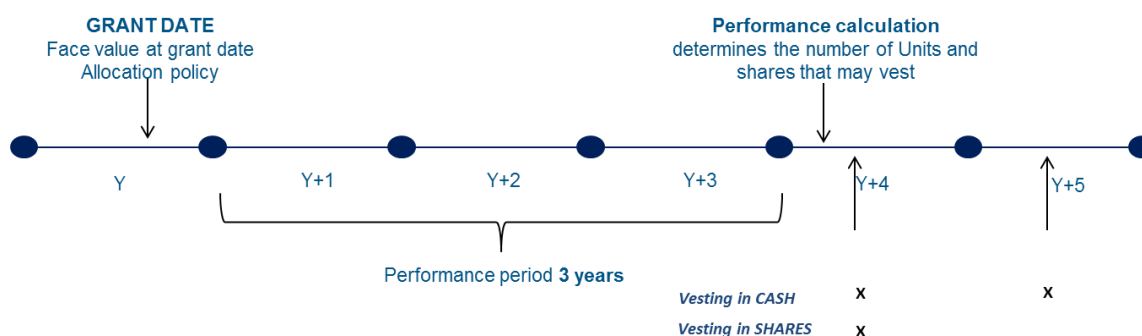 GRANT DATE
Face value at grant date
Allocation policy
Performance calculation
determines the number of Units and
shares that may vest
Y
Y+1
Y+2
Y+3
Y+4
Y+5
Performance period 3 years
Vesting in CASH X X
Vesting in SHARES X